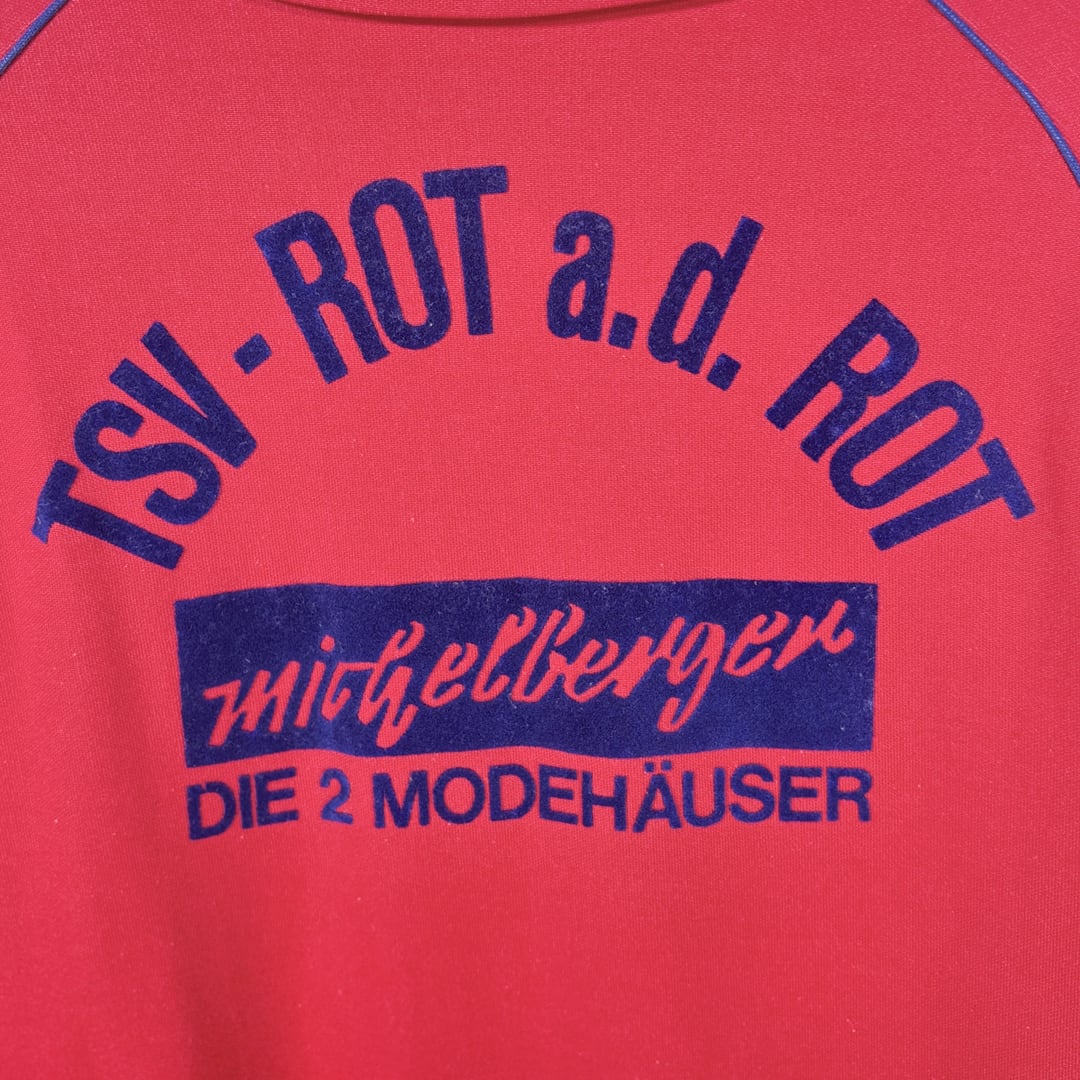 TSV-ROT a.d. ROT
michelberger
DIE 2 MODEHÄUSER